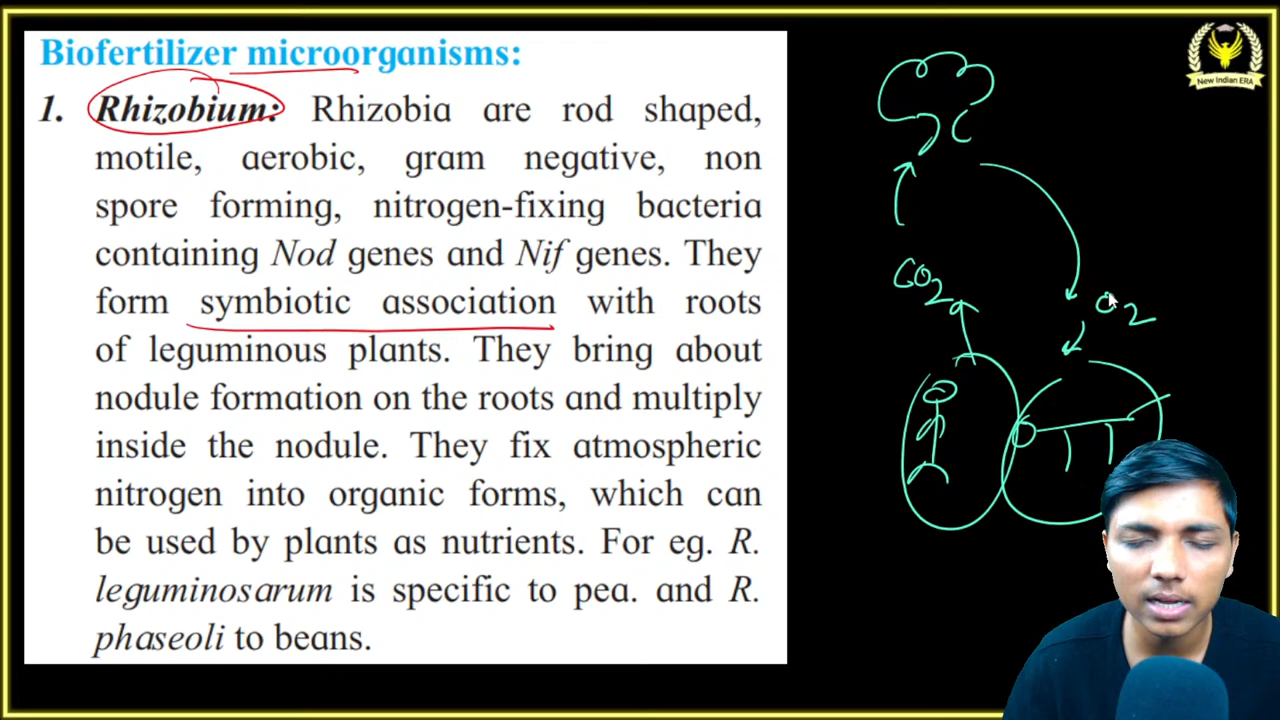 Biofertilizer microorganisms:
1. Rhizobium: Rhizobia are rod shaped,
motile, aerobic, gram negative, non
spore forming, nitrogen-fixing bacteria
containing Nod genes and Nif genes. They
form symbiotic association with roots
of leguminous plants. They bring about
nodule formation on the roots and multiply
inside the nodule. They fix atmospheric
nitrogen into organic forms, which can
be used by plants as nutrients. For eg. R.
leguminosarum is specific to pea. and R.
phaseoli to beans.
CO2
O2
New Indian ERA